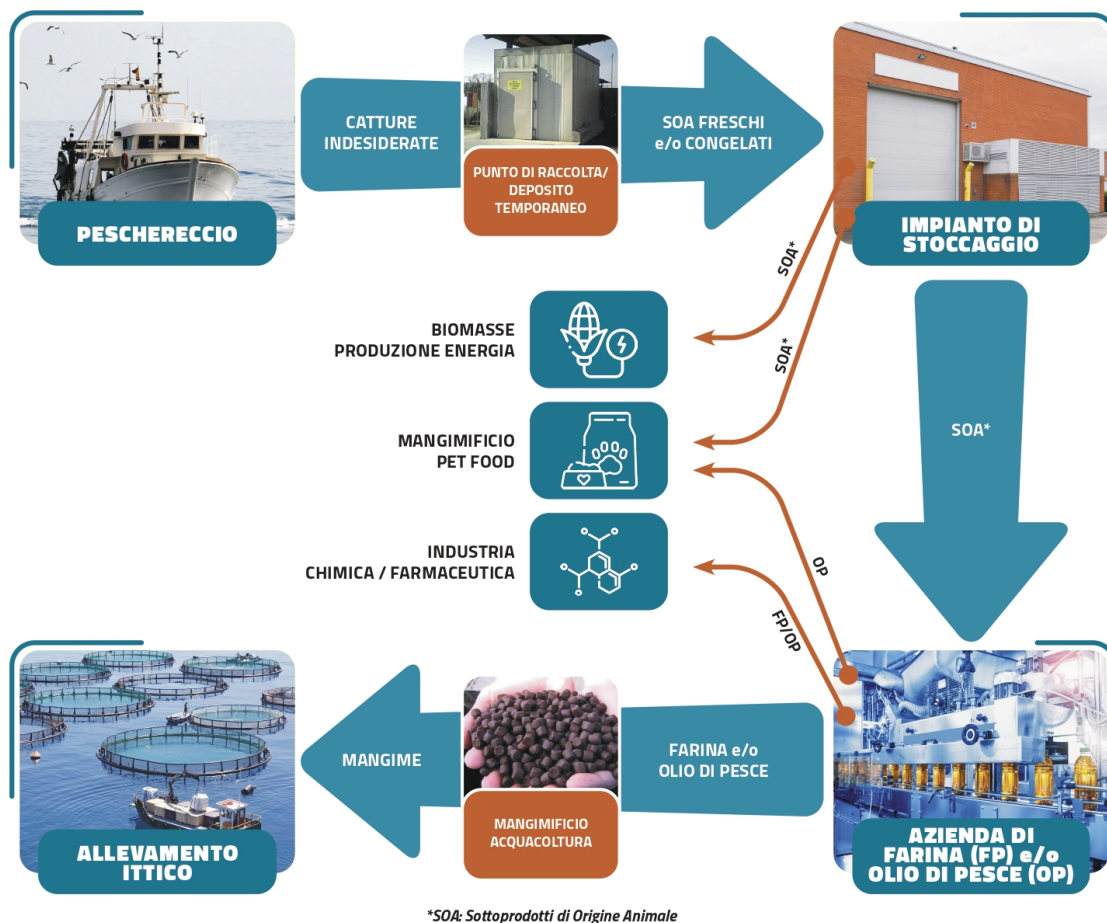 CATTURE
INDESIDERATE
PUNTO DI RACCOLTA/
DEPOSITO
TEMPORANEO
SOA FRESCHI
e/o CONGELATI
PESCHERECCIO
IMPIANTO DI
STOCCAGGIO
SOA*
SOA*
BIOMASSE
PRODUZIONE ENERGIA
MANGIMIFICIO
PET FOOD
SOA*
INDUSTRIA
CHIMICA / FARMACEUTICA
OP
FP/OP
MANGIME
FARINA e/o
OLIO DI PESCE
MANGIMIFICIO
ACQUACOLTURA
ALLEVAMENTO
ITTICO
AZIENDA DI
FARINA (FP) e/o
OLIO DI PESCE (OP)
*SOA: Sottoprodotti di Origine Animale